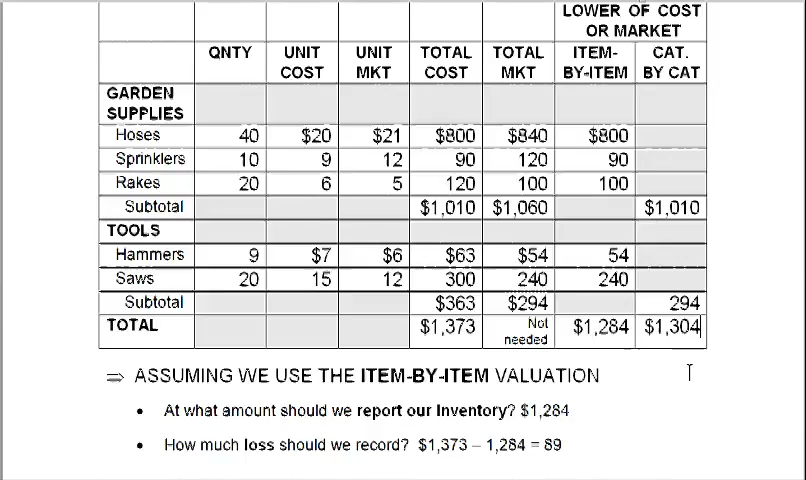 LOWER OF COST
OR MARKET
QNTY UNIT UNIT TOTAL TOTAL ITEM- CAT.
COST MKT COST MKT BY-ITEM BY CAT
GARDEN
SUPPLIES
Hoses 40 $20 $21 $800 $840 $800
Sprinklers 10 9 12 90 120 90
Rakes 20 6 5 120 100 100
Subtotal $1,010 $1,060 $1,010
TOOLS
Hammers 9 $7 $6 $63 $54 54
Saws 20 15 12 300 240 240
Subtotal $363 $294 294
TOTAL $1,373 Not needed $1,284 $1,304
⇒ ASSUMING WE USE THE ITEM-BY-ITEM VALUATION
• At what amount should we report our Inventory? $1,284
• How much loss should we record? $1,373 – 1,284 = 89